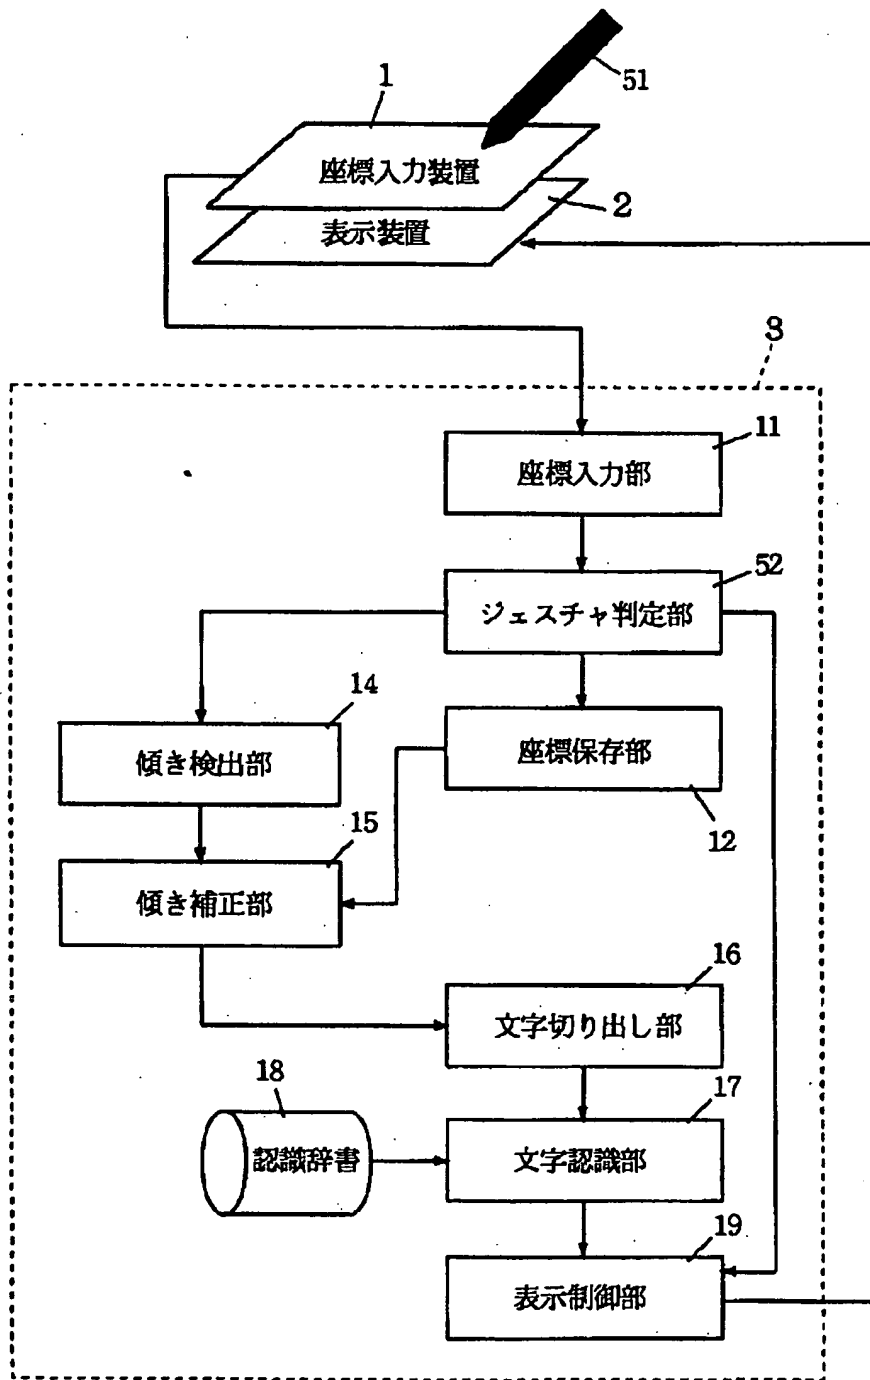 51
1
座標入力装置
2
表示装置
3
11
座標入力部
52
ジェスチャ判定部
14
傾き検出部
座標保存部
12
15
傾き補正部
16
文字切り出し部
18
認識辞書
17
文字認識部
19
表示制御部